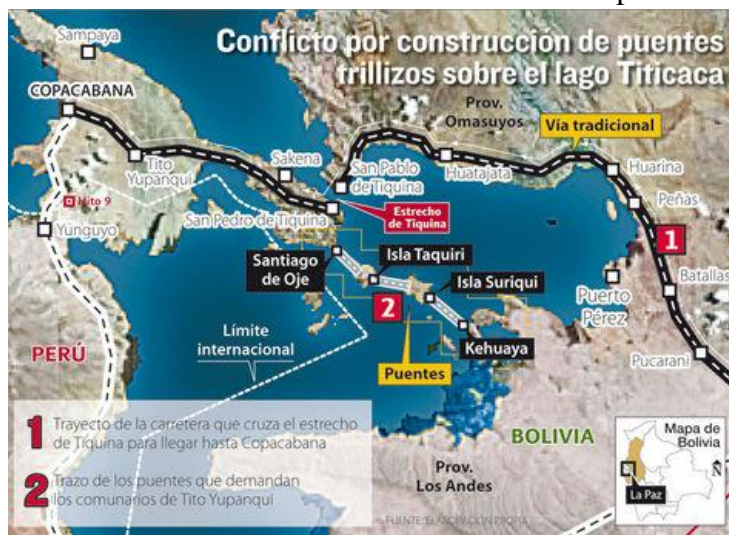 Conflicto por construcción de puentes
trillizos sobre el lago Titicaca
Sampaya
COPACABANA
Prov.
Omasuyos
Vía tradicional
Tito
Yupanqui
Sakena
San Pablo
de Tiquina
Huatajata
Huarina
Peñas
Hito 9
San Pedro de Tiquina
Estrecho
de Tiquina
1
Yunguyo
Santiago
de Oje
Isla Taquiri
Isla Suriqui
2
Batallas
Puerto
Pérez
Límite
internacional
Kehuaya
PERÚ
Puentes
Pucarani
1 Trayecto de la carretera que cruza el estrecho
de Tiquina para llegar hasta Copacabana
BOLIVIA
Mapa de
Bolivia
N
2 Trazo de los puentes que demandan
los comunarios de Tito Yupanqui
Prov.
Los Andes
La Paz
FUENTE: ELABORACIÓN PROPIA